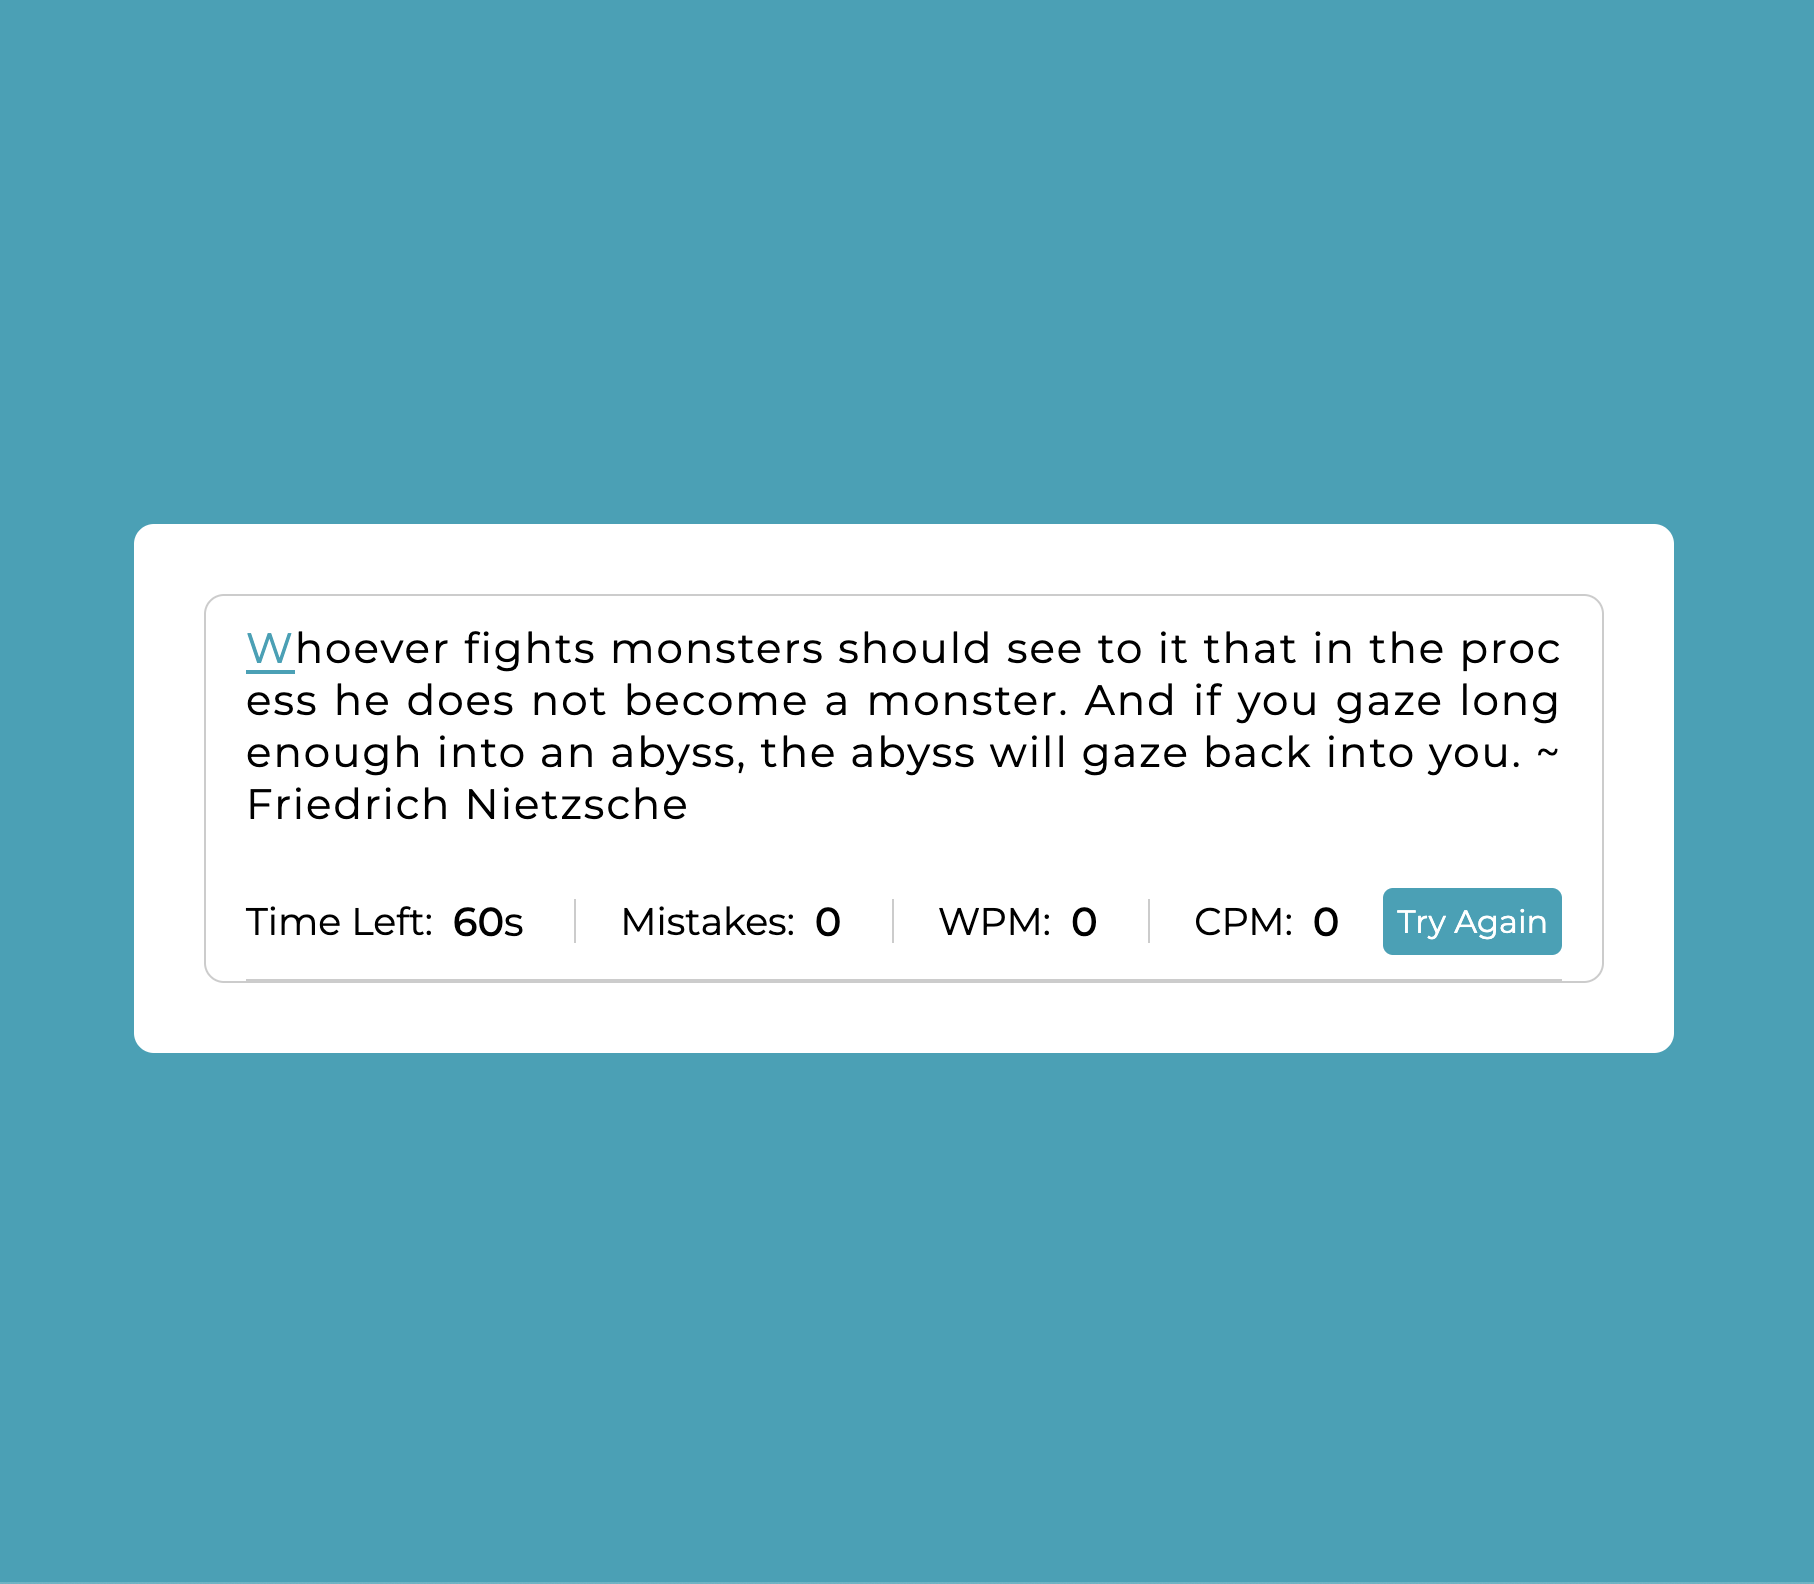 Whoever fights monsters should see to it that in the proc
ess he does not become a monster. And if you gaze long
enough into an abyss, the abyss will gaze back into you. ~
Friedrich Nietzsche
Time Left: 60s Mistakes: 0 WPM: 0 CPM: 0 Try Again